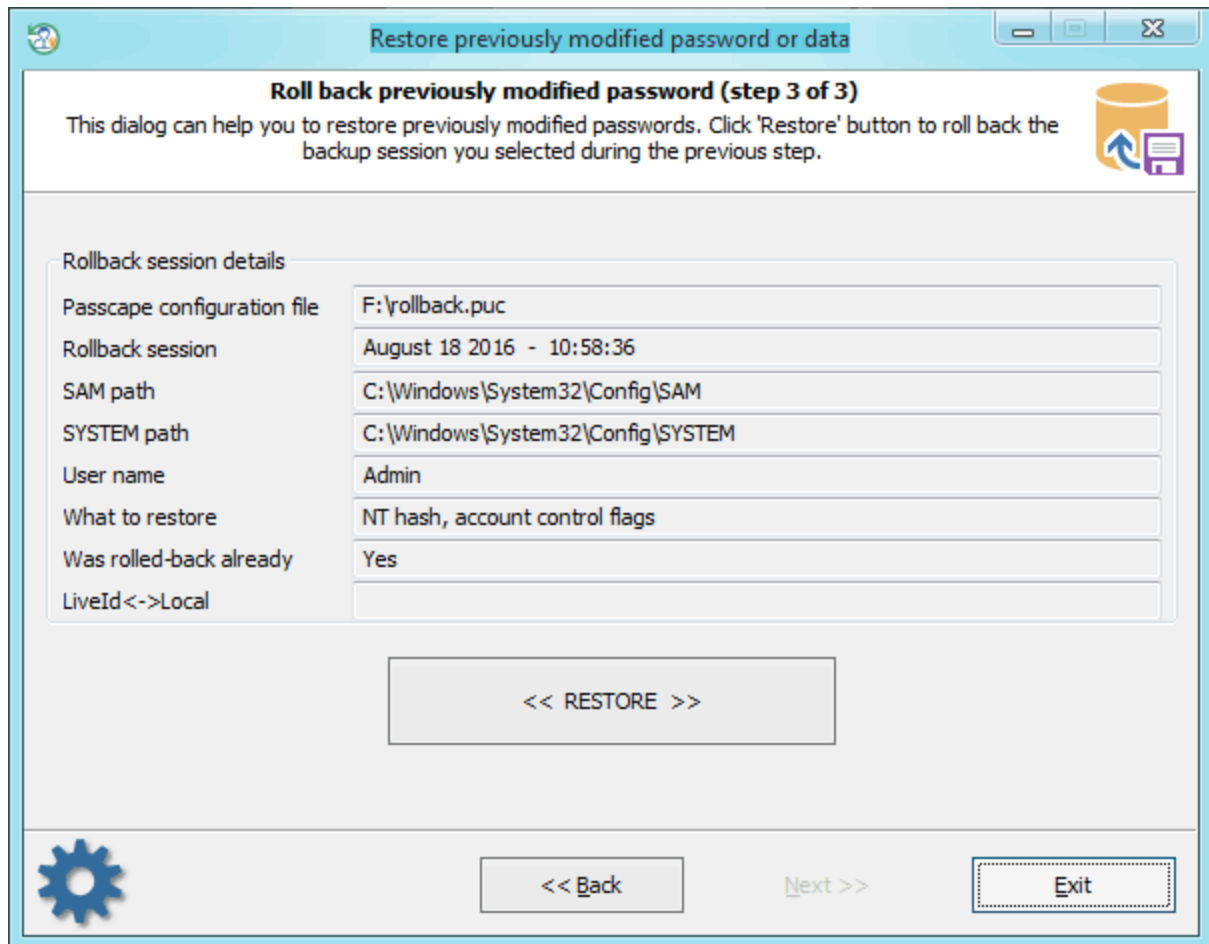 Restore previously modified password or data
Roll back previously modified password (step 3 of 3)
This dialog can help you to restore previously modified passwords. Click 'Restore' button to roll back the
backup session you selected during the previous step.
Rollback session details
Passcape configuration file F:\rollback.puc
Rollback session August 18 2016 - 10:58:36
SAM path C:\Windows\System32\Config\SAM
SYSTEM path C:\Windows\System32\Config\SYSTEM
User name Admin
What to restore NT hash, account control flags
Was rolled-back already Yes
LiveId<->Local
<< RESTORE >>
<< Back Next >> Exit